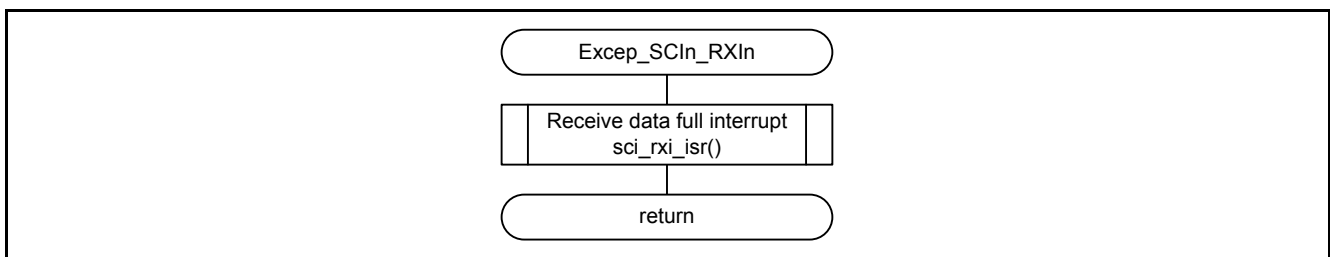 Excep_SCIn_RXIn
Receive data full interrupt
sci_rxi_isr()
return